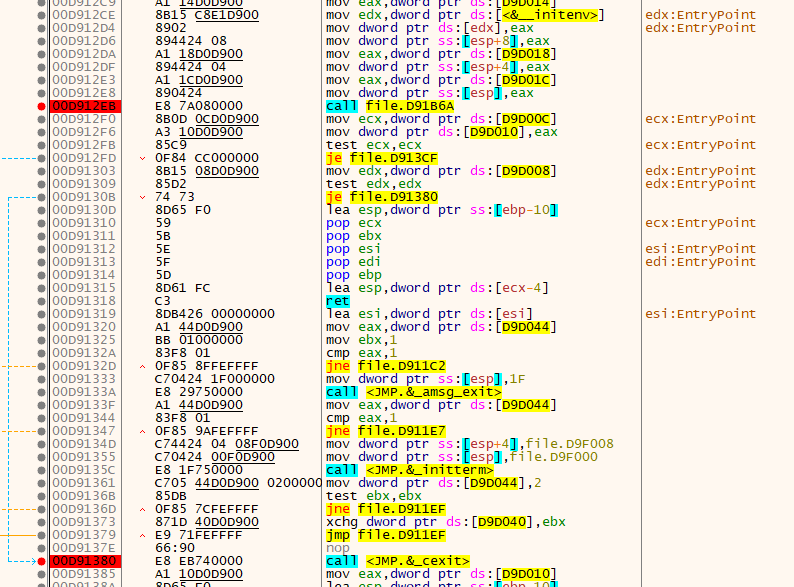 00D912C9 A1 14D0D900 mov eax,dword ptr ds:[D9D014]
00D912CE 8B15 C8E1D900 mov edx,dword ptr ds:[<&__initenv>] edx:EntryPoint
00D912D4 8902 mov dword ptr ds:[edx],eax edx:EntryPoint
00D912D6 894424 08 mov dword ptr ss:[esp+8],eax
00D912DA A1 18D0D900 mov eax,dword ptr ds:[D9D018]
00D912DF 894424 04 mov dword ptr ss:[esp+4],eax
00D912E3 A1 1CD0D900 mov eax,dword ptr ds:[D9D01C]
00D912E8 890424 mov dword ptr ss:[esp],eax
00D912EB E8 7A080000 call file.D91B6A
00D912F0 8B0D 0CD0D900 mov ecx,dword ptr ds:[D9D00C] ecx:EntryPoint
00D912F6 A3 10D0D900 mov dword ptr ds:[D9D010],eax
00D912FB 85C9 test ecx,ecx ecx:EntryPoint
00D912FD 0F84 CC000000 je file.D913CF
00D91303 8B15 08D0D900 mov edx,dword ptr ds:[D9D008] edx:EntryPoint
00D91309 85D2 test edx,edx edx:EntryPoint
00D9130B 74 73 je file.D91380
00D9130D 8D65 F0 lea esp,dword ptr ss:[ebp-10]
00D91310 59 pop ecx ecx:EntryPoint
00D91311 5B pop ebx
00D91312 5E pop esi esi:EntryPoint
00D91313 5F pop edi edi:EntryPoint
00D91314 5D pop ebp
00D91315 8D61 FC lea esp,dword ptr ds:[ecx-4]
00D91318 C3 ret
00D91319 8DB426 00000000 lea esi,dword ptr ds:[esi] esi:EntryPoint
00D91320 A1 44D0D900 mov eax,dword ptr ds:[D9D044]
00D91325 BB 01000000 mov ebx,1
00D9132A 83F8 01 cmp eax,1
00D9132D 0F85 8FFEFFFF jne file.D911C2
00D91333 C70424 1F000000 mov dword ptr ss:[esp],1F
00D9133A E8 29750000 call <JMP.&_amsg_exit>
00D9133F A1 44D0D900 mov eax,dword ptr ds:[D9D044]
00D91344 83F8 01 cmp eax,1
00D91347 0F85 9AFEFFFF jne file.D911E7
00D9134D C74424 04 08F0D900 mov dword ptr ss:[esp+4],file.D9F008
00D91355 C70424 00F0D900 mov dword ptr ss:[esp],file.D9F000
00D9135C E8 1F750000 call <JMP.&_initterm>
00D91361 C705 44D0D900 0200000 mov dword ptr ds:[D9D044],2
00D9136B 85DB test ebx,ebx
00D9136D 0F85 7CFEFFFF jne file.D911EF
00D91373 871D 40D0D900 xchg dword ptr ds:[D9D040],ebx
00D91379 E9 71FEFFFF jmp file.D911EF
00D9137E 66:90 nop
00D91380 E8 EB740000 call <JMP.&_cexit>
00D91385 A1 10D0D900 mov eax,dword ptr ds:[D9D010]